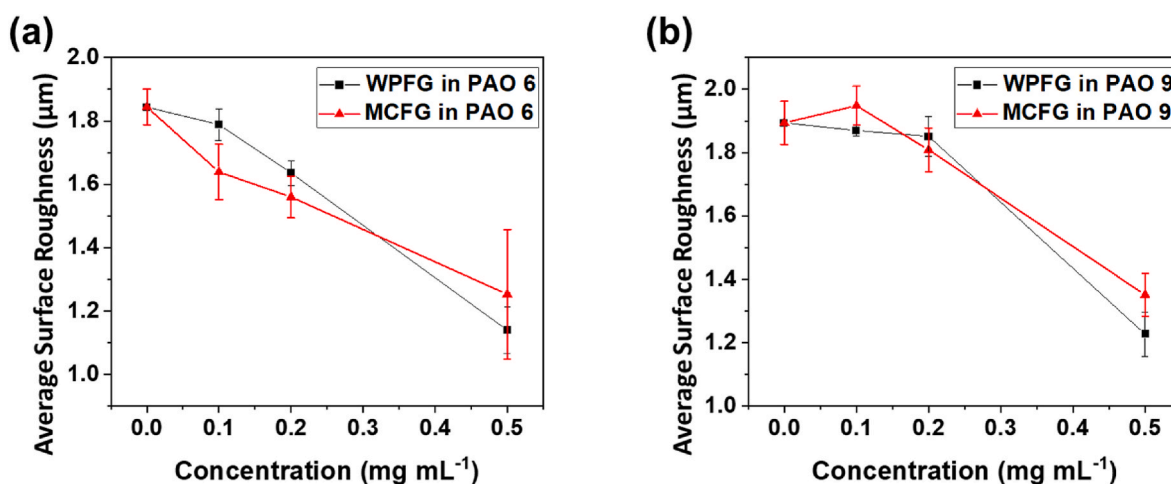 (a)
2.0
1.8
1.6
1.4
1.2
1.0
Average Surface Roughness (µm)
WPFG in PAO 6
MCFG in PAO 6
0.0 0.1 0.2 0.3 0.4 0.5
Concentration (mg mL⁻¹)
(b)
2.0
1.8
1.6
1.4
1.2
1.0
Average Surface Roughness (µm)
WPFG in PAO 9
MCFG in PAO 9
0.0 0.1 0.2 0.3 0.4 0.5
Concentration (mg mL⁻¹)